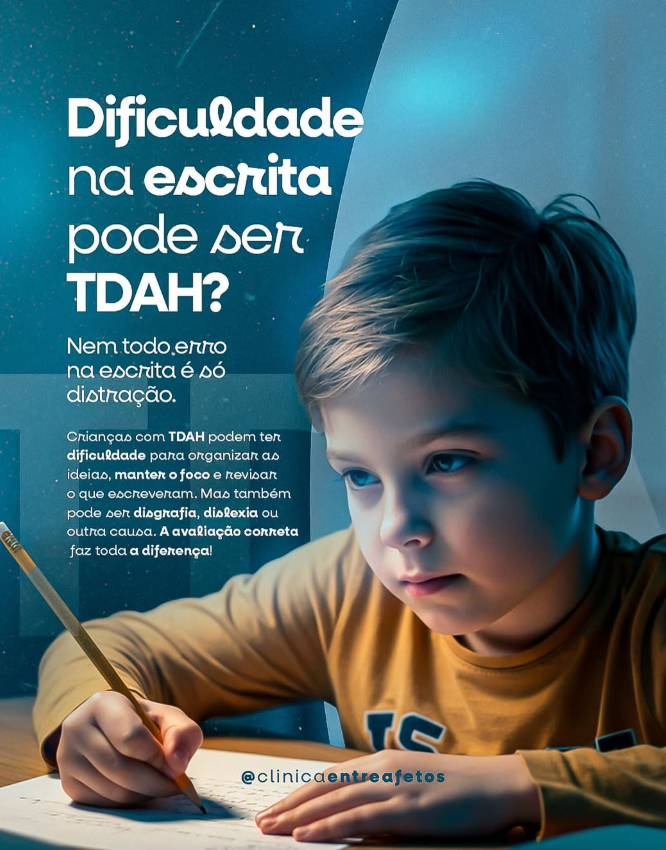 Dificuldade
na escrita
pode ser
TDAH?
Nem todo erro
na escrita é só
distração.
Crianças com TDAH podem ter
dificuldade para organizar as
ideias, manter o foco e revisar
o que escreveram. Mas também
pode ser disgrafia, dislexia ou
outra causa. A avaliação correta
faz toda a diferença!
@clinicaentreafetos